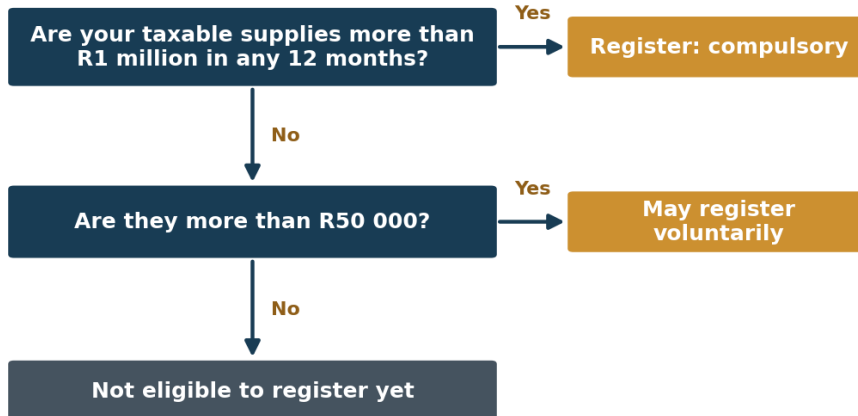 Are your taxable supplies more than
R1 million in any 12 months?
Yes
Register: compulsory
No
Are they more than R50 000?
Yes
May register
voluntarily
No
Not eligible to register yet